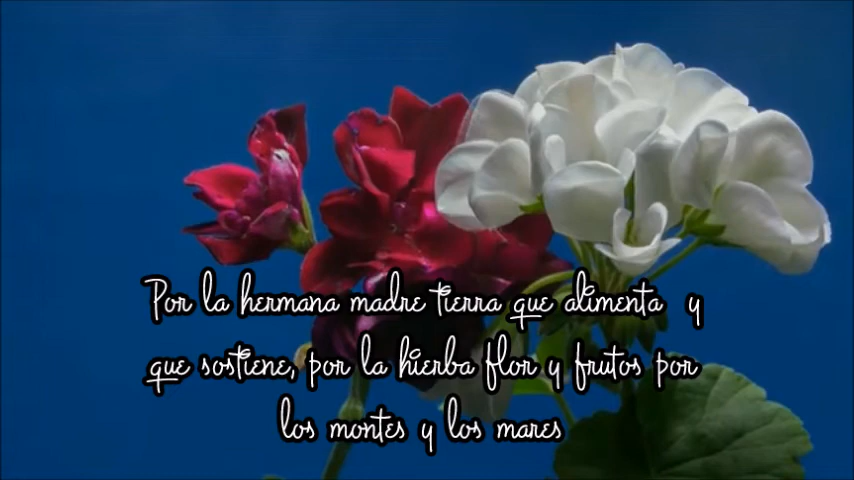 Por la hermana madre tierra que alimenta y
que sostiene, por la hierba flor y frutos por
los montes y los mares